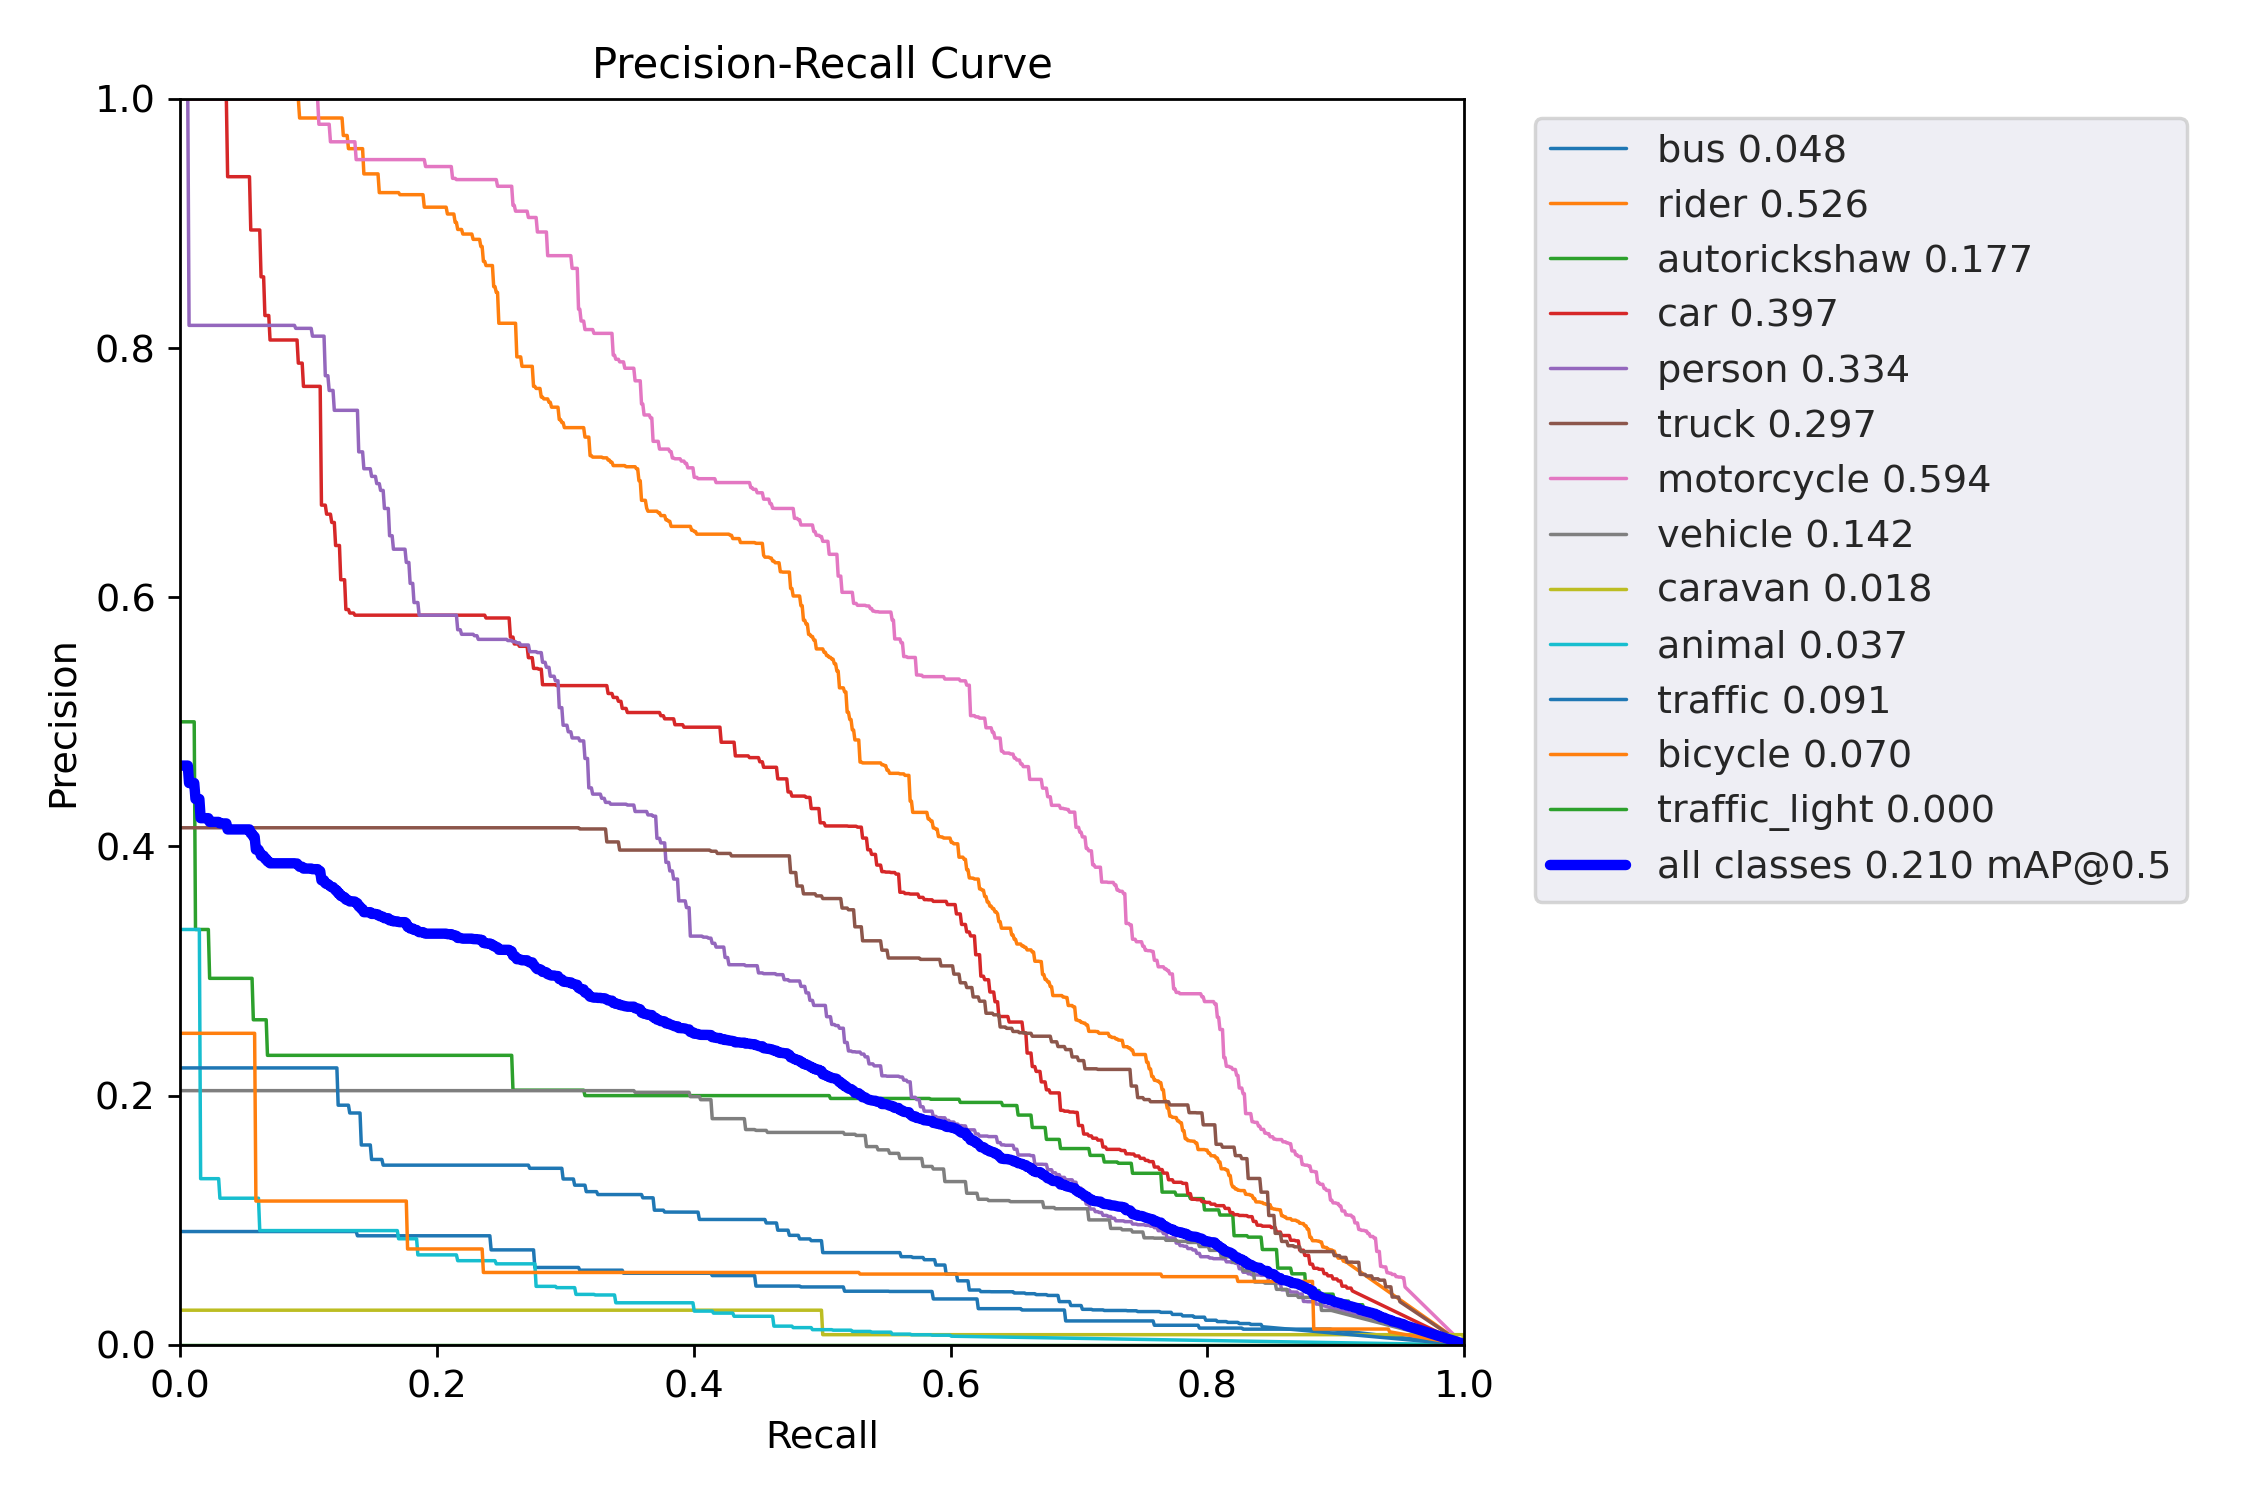 Precision-Recall Curve
1.0
0.8
0.6
0.4
0.2
0.0
Precision
0.0 0.2 0.4 0.6 0.8 1.0
Recall
bus 0.048
rider 0.526
autorickshaw 0.177
car 0.397
person 0.334
truck 0.297
motorcycle 0.594
vehicle 0.142
caravan 0.018
animal 0.037
traffic 0.091
bicycle 0.070
traffic_light 0.000
all classes 0.210 mAP@0.5